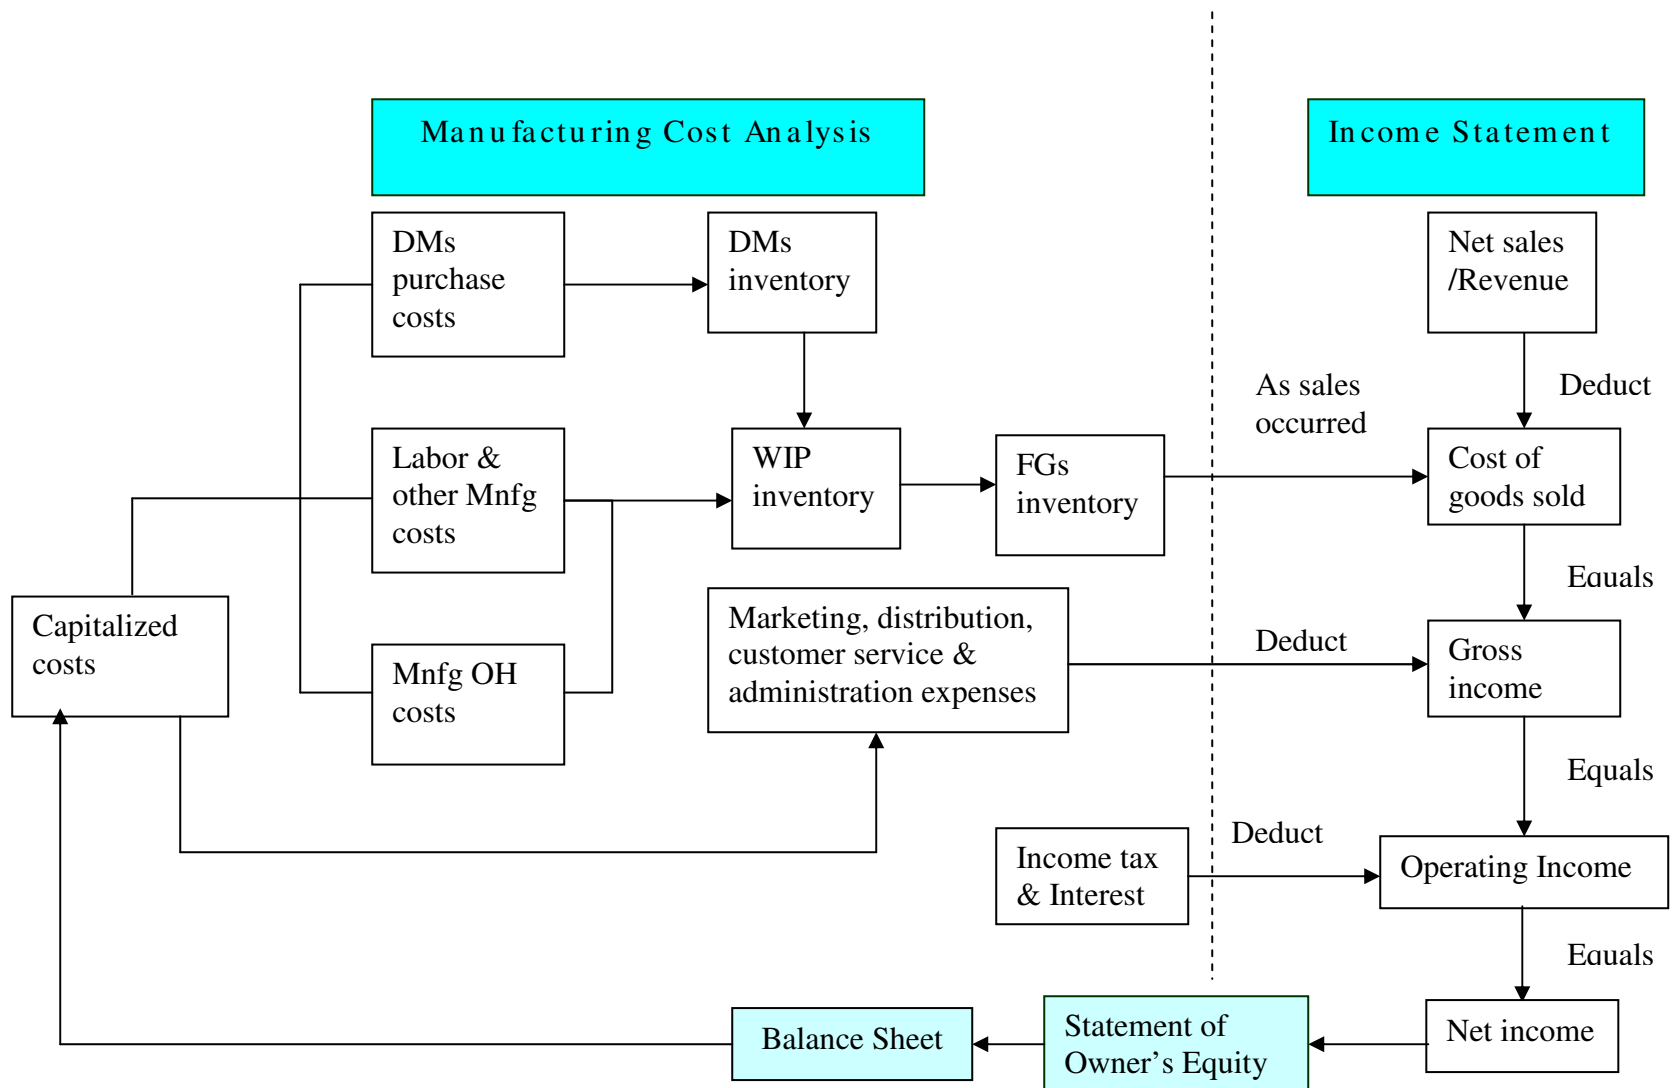 Manufacturing Cost Analysis
Income Statement
DMs
purchase
costs
DMs
inventory
Net sales
/Revenue
As sales
occurred
Deduct
Labor &
other Mnfg
costs
WIP
inventory
FGs
inventory
Cost of
goods sold
Equals
Capitalized
costs
Mnfg OH
costs
Marketing, distribution,
customer service &
administration expenses
Deduct
Gross
income
Equals
Deduct
Income tax
& Interest
Operating Income
Equals
Balance Sheet
Statement of
Owner's Equity
Net income